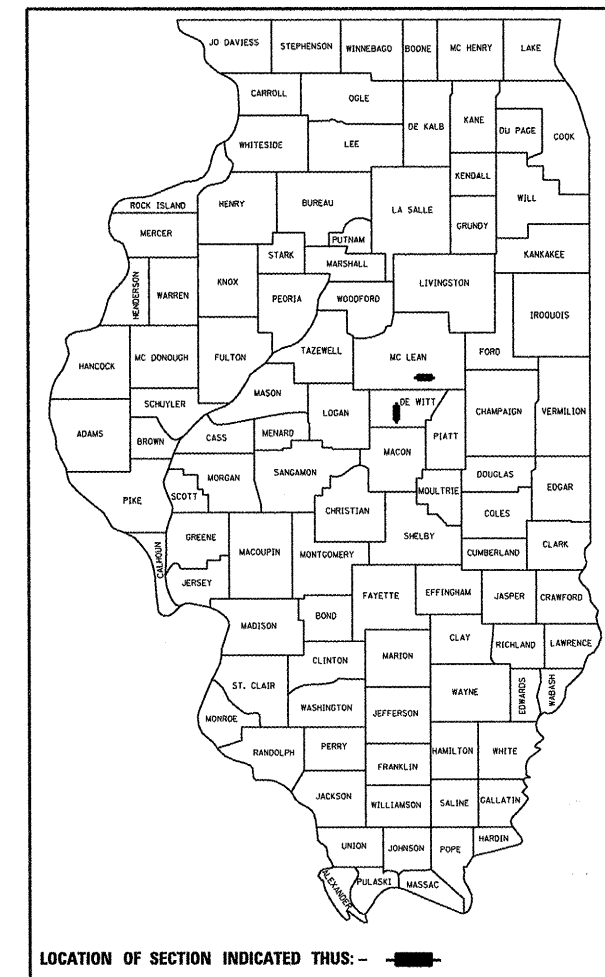 JO DAVIESS STEPHENSON WINNEBAGO BOONE MC HENRY LAKE
CARROLL OGLE DE KALB KANE DU PAGE COOK
WHITESIDE LEE
KENDALL WILL
ROCK ISLAND HENRY BUREAU LA SALLE GRUNDY
MERCER PUTNAM
STARK MARSHALL KANKAKEE
HENDERSON WARREN KNOX PEORIA WOODFORD LIVINGSTON IROQUOIS
HANCOCK MC DONOUGH FULTON TAZEWELL MC LEAN FORD
MASON
SCHUYLER LOGAN DE WITT CHAMPAIGN VERMILION
ADAMS BROWN CASS MENARD PIATT
MACON
PIKE SCOTT MORGAN SANGAMON MOULTRIE DOUGLAS EDGAR
CHRISTIAN COLES
GREENE MACOUPIN MONTGOMERY SHELBY CUMBERLAND CLARK
CALHOUN JERSEY
FAYETTE EFFINGHAM JASPER CRAWFORD
MADISON BOND
CLINTON MARION CLAY RICHLAND LAWRENCE
ST. CLAIR WASHINGTON JEFFERSON WAYNE EDWARDS WABASH
MONROE
RANDOLPH PERRY HAMILTON WHITE
FRANKLIN
JACKSON WILLIAMSON SALINE GALLATIN
UNION JOHNSON POPE HARDIN
ALEXANDER PULASKI MASSAC
LOCATION OF SECTION INDICATED THUS: -